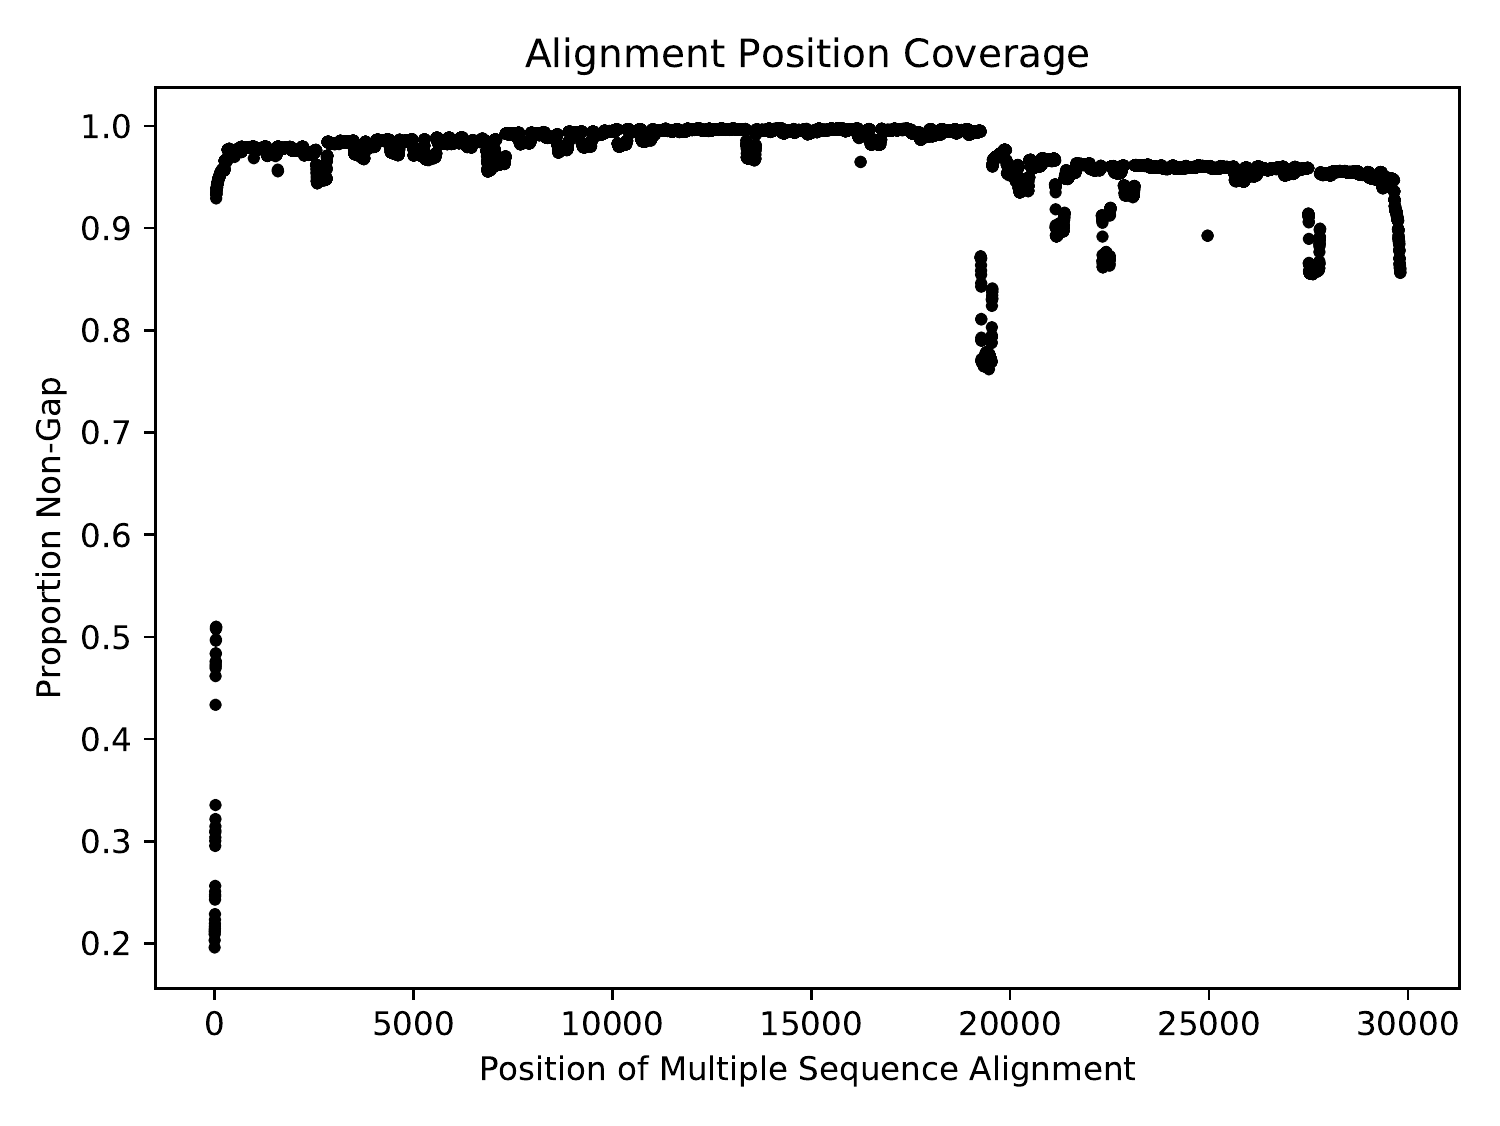 Alignment Position Coverage
Proportion Non-Gap
1.0
0.9
0.8
0.7
0.6
0.5
0.4
0.3
0.2
0 5000 10000 15000 20000 25000 30000
Position of Multiple Sequence Alignment